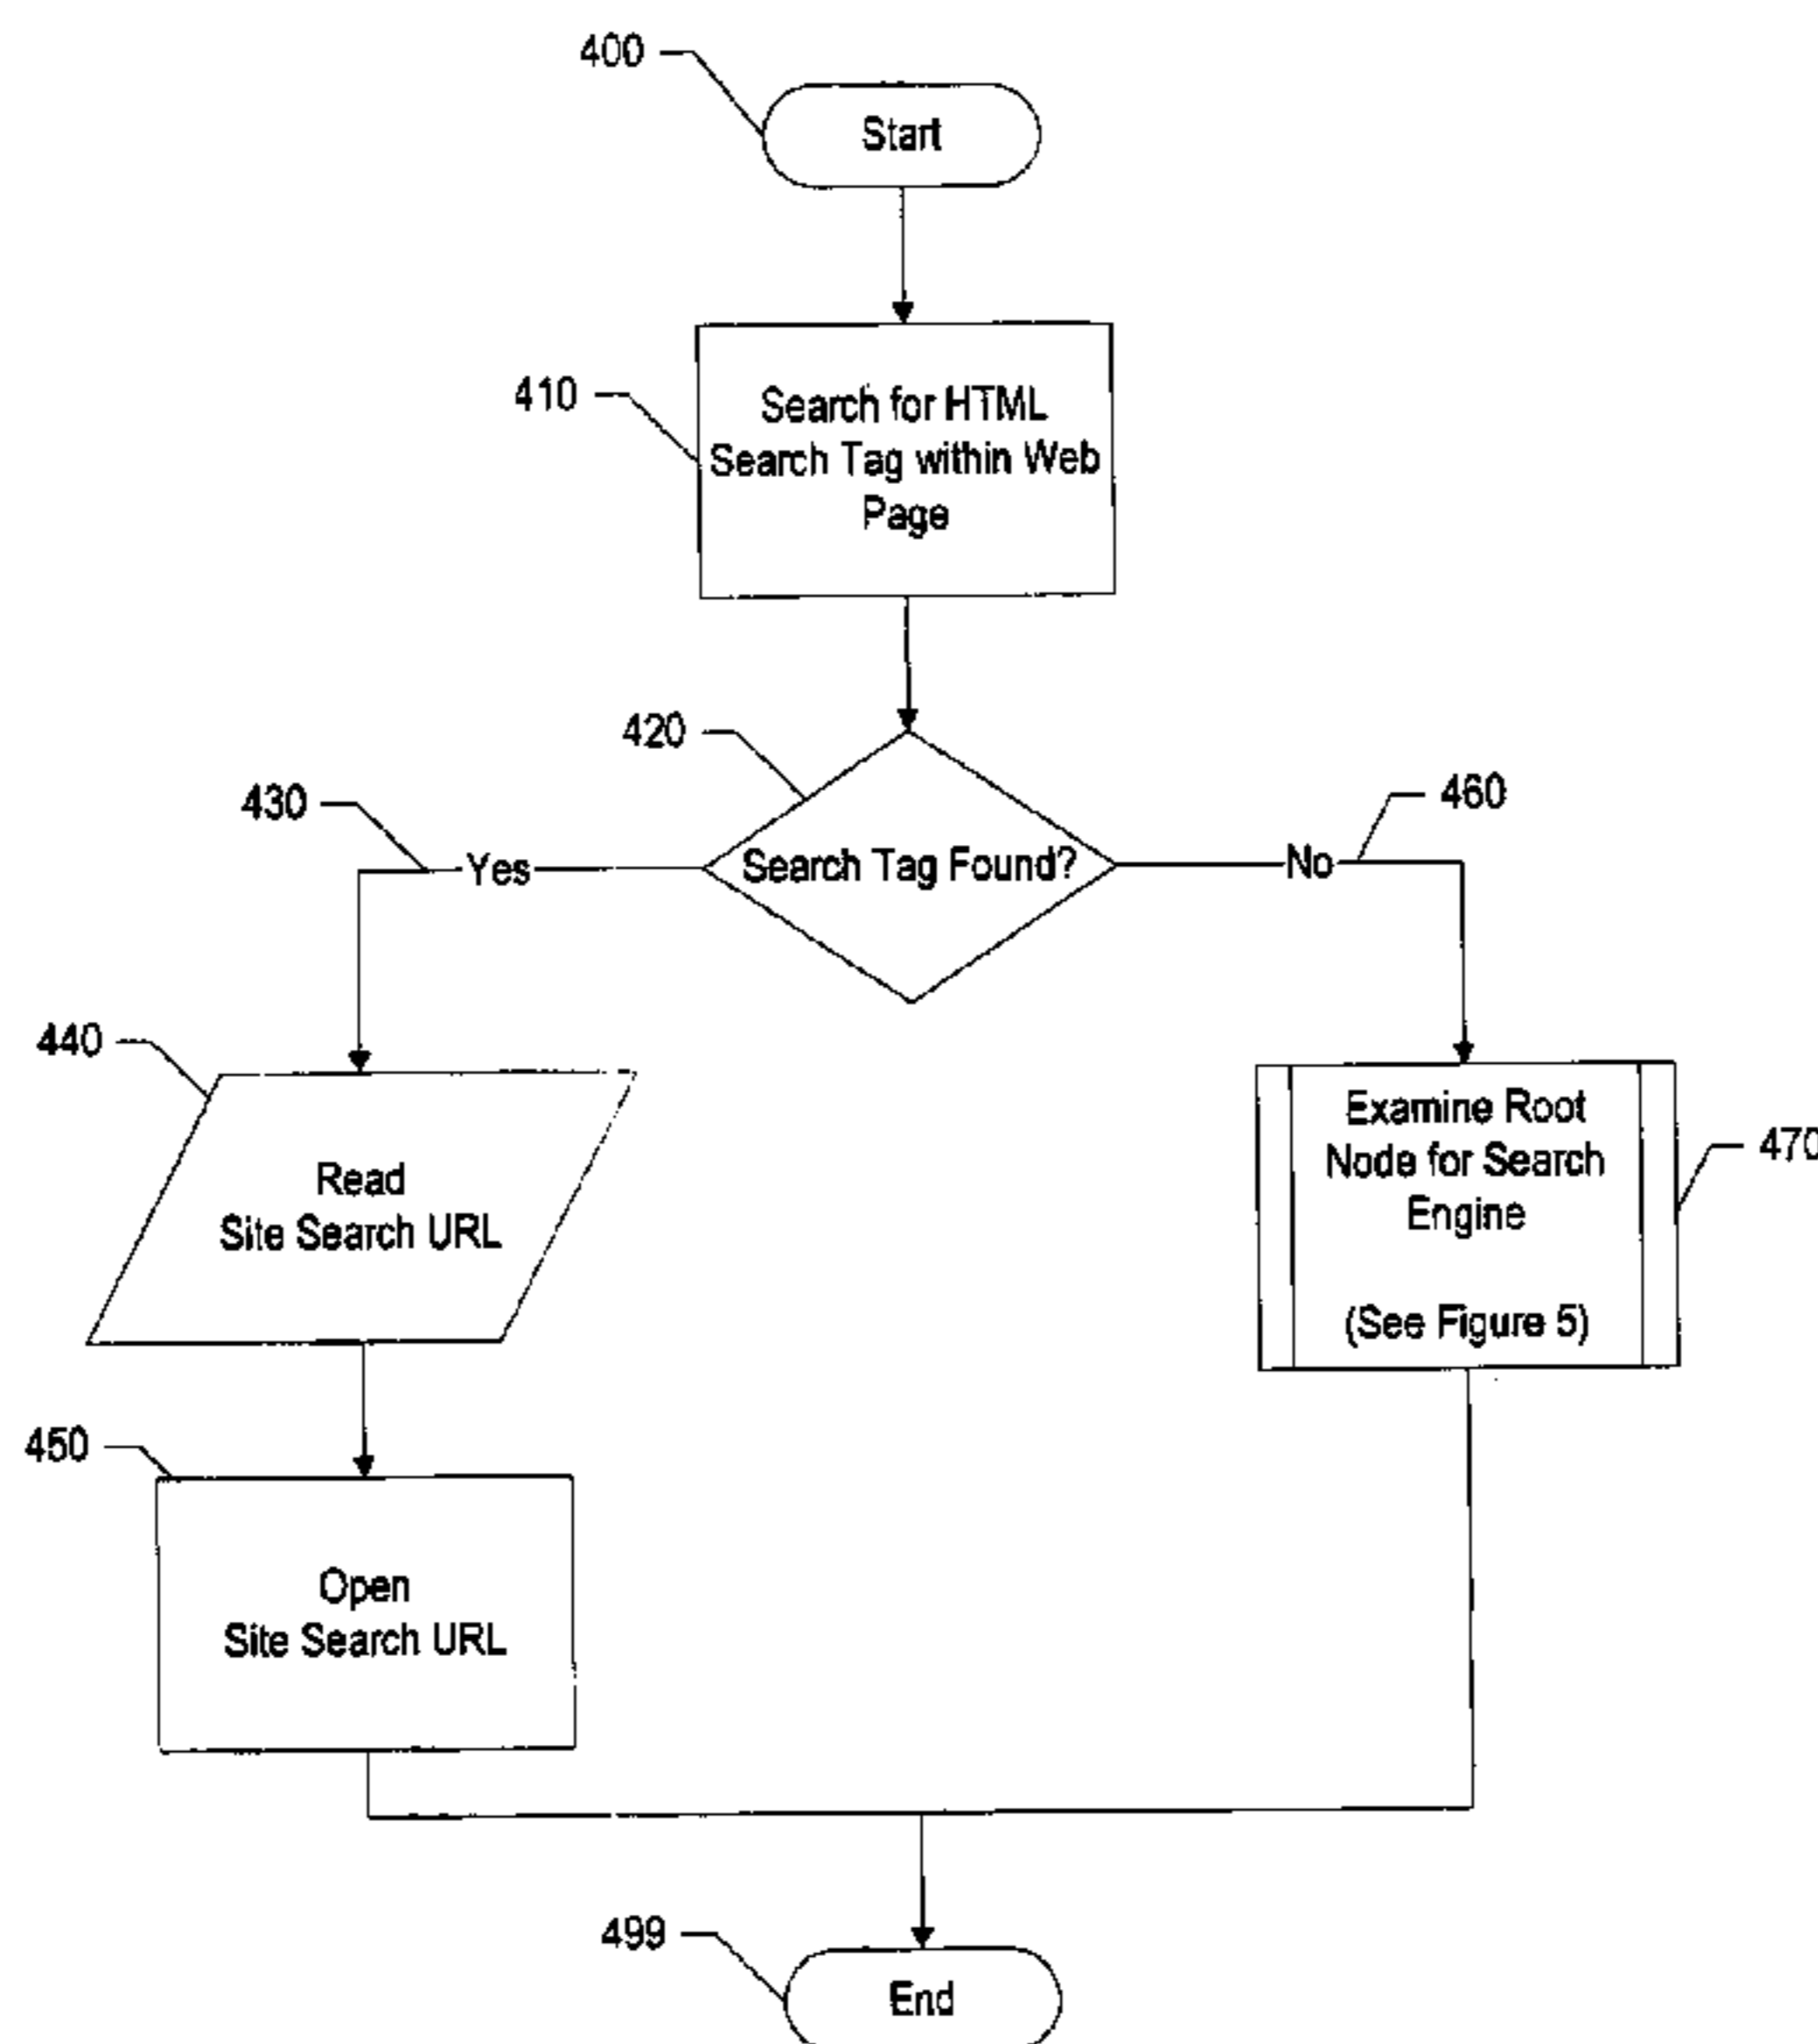 400
Start
410
Search for HTML
Search Tag within Web
Page
420
430
460
Yes
Search Tag Found?
No
440
Read
Site Search URL
Examine Root
Node for Search
Engine
(See Figure 5)
470
450
Open
Site Search URL
499
End